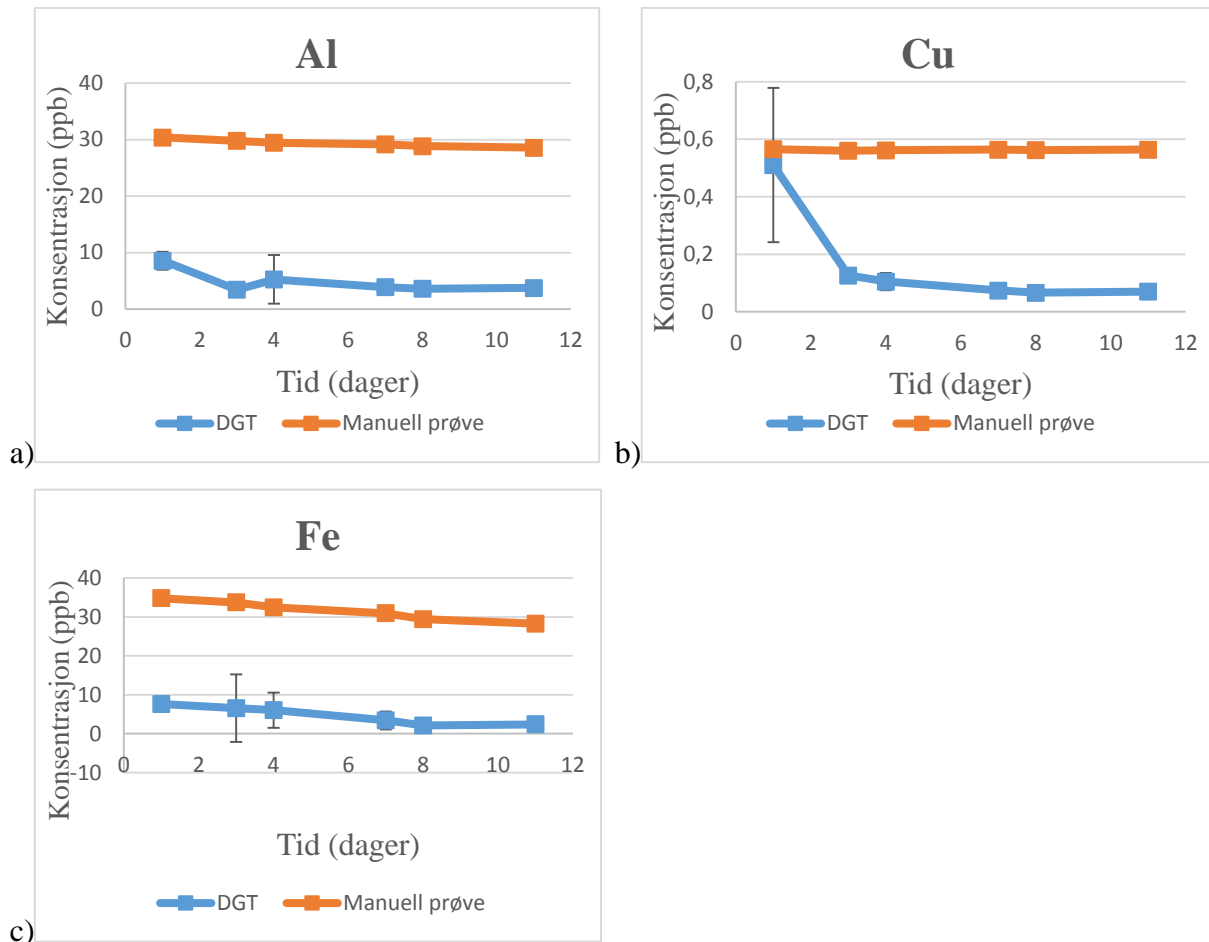 Al
Konsentrasjon (ppb)
40
30
20
10
0
0 2 4 6 8 10 12
Tid (dager)
DGT Manuell prøve
a)
Cu
Konsentrasjon (ppb)
0,8
0,6
0,4
0,2
0
0 2 4 6 8 10 12
Tid (dager)
DGT Manuell prøve
b)
Fe
Konsentrasjon (ppb)
40
30
20
10
0
-10
0 2 4 6 8 10 12
Tid (dager)
DGT Manuell prøve
c)